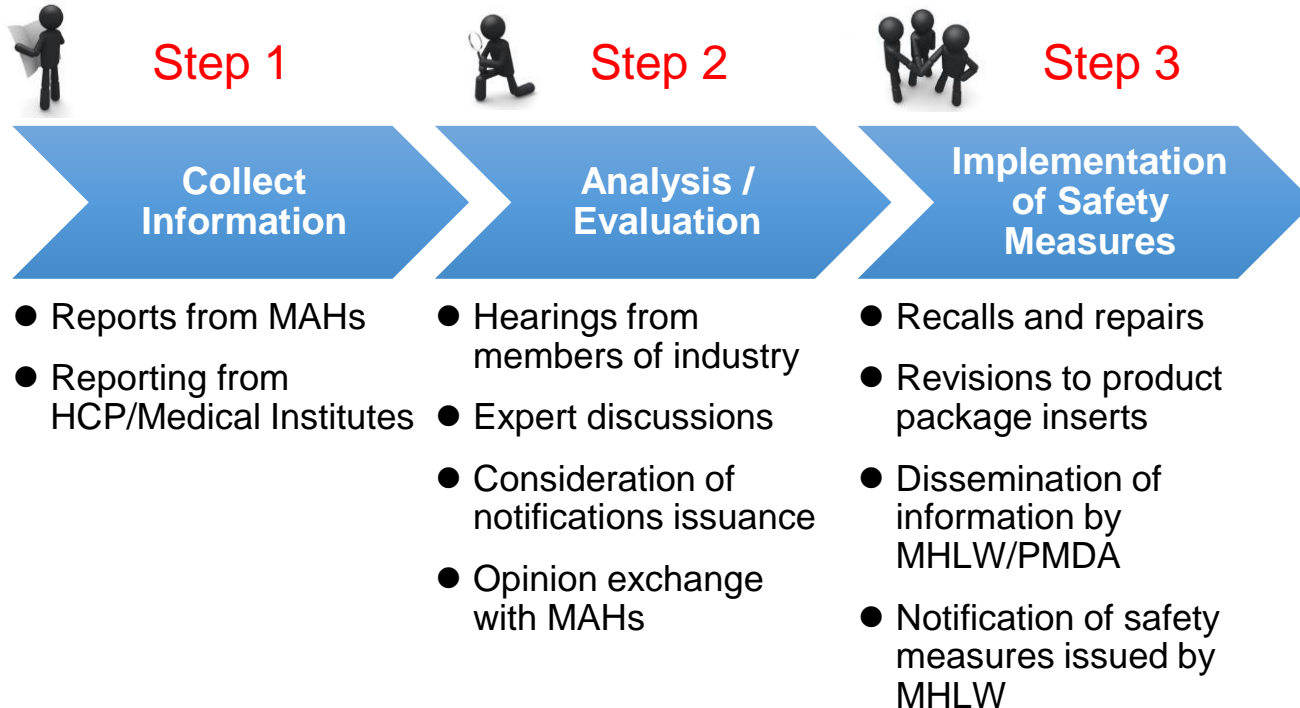 Step 1
Collect
Information
● Reports from MAHs
● Reporting from
HCP/Medical Institutes
Step 2
Analysis /
Evaluation
● Hearings from
members of industry
● Expert discussions
● Consideration of
notifications issuance
● Opinion exchange
with MAHs
Step 3
Implementation
of Safety
Measures
● Recalls and repairs
● Revisions to product
package inserts
● Dissemination of
information by
MHLW/PMDA
● Notification of safety
measures issued by
MHLW